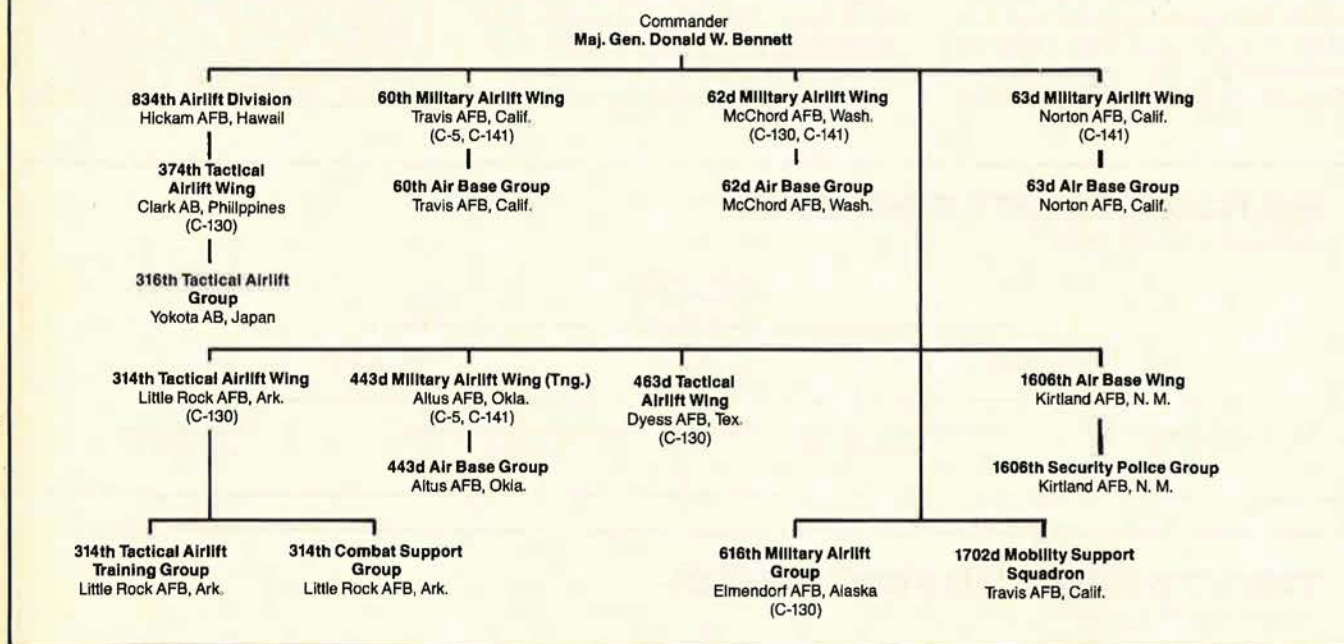 Commander
Maj. Gen. Donald W. Bennett
834th Airlift Division
Hickam AFB, Hawaii
374th Tactical
Airlift Wing
Clark AB, Philippines
(C-130)
316th Tactical Airlift
Group
Yokota AB, Japan
60th Military Airlift Wing
Travis AFB, Calif.
(C-5, C-141)
60th Air Base Group
Travis AFB, Calif.
62d Military Airlift Wing
McChord AFB, Wash.
(C-130, C-141)
62d Air Base Group
McChord AFB, Wash.
63d Military Airlift Wing
Norton AFB, Calif.
(C-141)
63d Air Base Group
Norton AFB, Calif.
314th Tactical Airlift Wing
Little Rock AFB, Ark.
(C-130)
314th Tactical Airlift
Training Group
Little Rock AFB, Ark.
314th Combat Support
Group
Little Rock AFB, Ark.
443d Military Airlift Wing (Tng.)
Altus AFB, Okla.
(C-5, C-141)
443d Air Base Group
Altus AFB, Okla.
463d Tactical
Airlift Wing
Dyess AFB, Tex.
(C-130)
1606th Air Base Wing
Kirtland AFB, N. M.
1606th Security Police Group
Kirtland AFB, N. M.
616th Military Airlift
Group
Elmendorf AFB, Alaska
(C-130)
1702d Mobility Support
Squadron
Travis AFB, Calif.